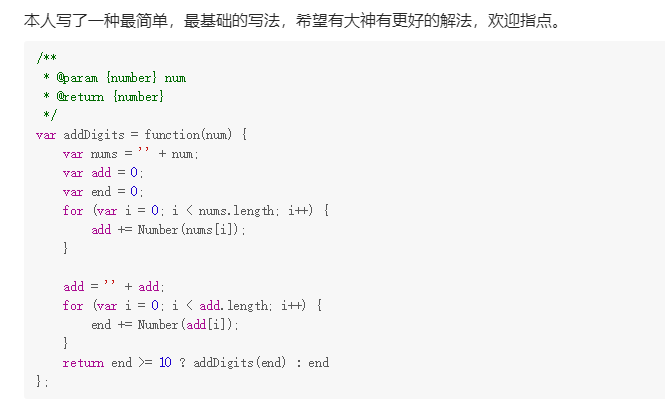 本人写了一种最简单，最基础的写法，希望有大神有更好的解法，欢迎指点。
/**
 * @param {number} num
 * @return {number}
 */
var addDigits = function(num) {
    var nums = '' + num;
    var add = 0;
    var end = 0;
    for (var i = 0; i < nums.length; i++) {
        add += Number(nums[i]);
    }

    add = '' + add;
    for (var i = 0; i < add.length; i++) {
        end += Number(add[i]);
    }
    return end >= 10 ? addDigits(end) : end
};